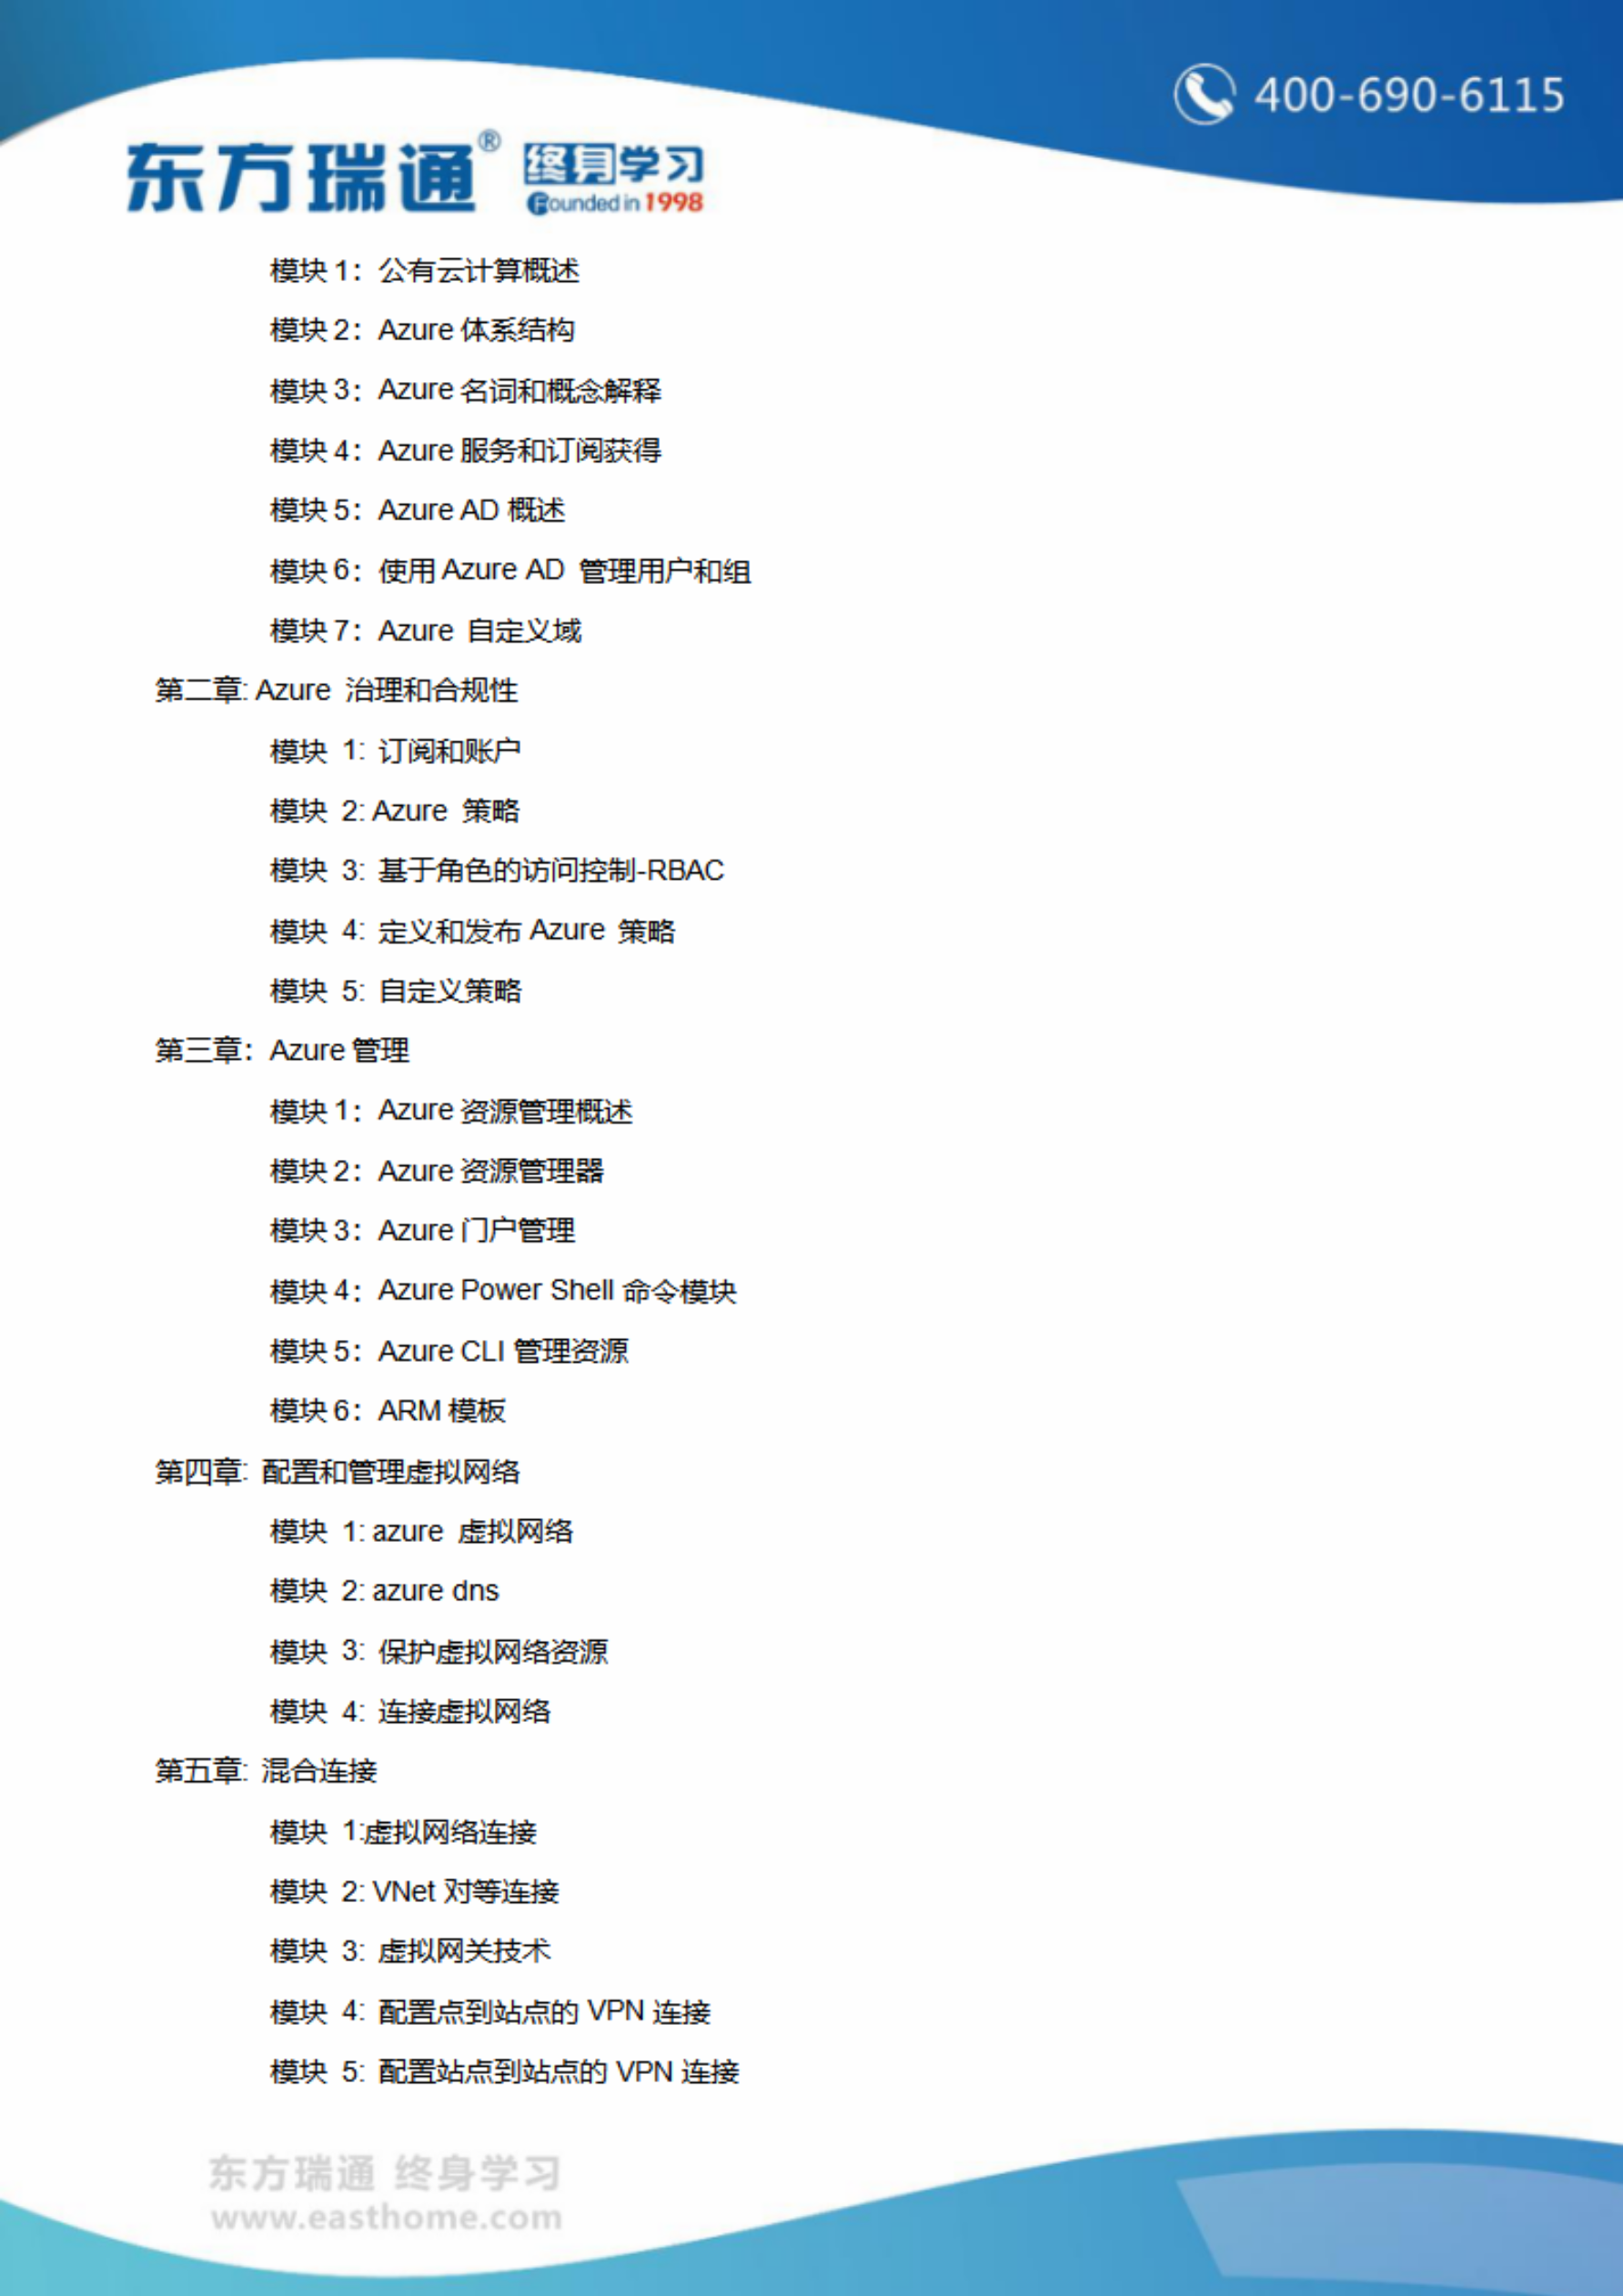 400-690-6115
东方瑞通® 终身学习
Founded in 1998
模块 1：公有云计算概述
模块 2：Azure 体系结构
模块 3：Azure 名词和概念解释
模块 4：Azure 服务和订阅获得
模块 5：Azure AD 概述
模块 6：使用 Azure AD 管理用户和组
模块 7：Azure 自定义域
第二章: Azure 治理和合规性
模块 1: 订阅和账户
模块 2: Azure 策略
模块 3: 基于角色的访问控制-RBAC
模块 4: 定义和发布 Azure 策略
模块 5: 自定义策略
第三章：Azure 管理
模块 1：Azure 资源管理概述
模块 2：Azure 资源管理器
模块 3：Azure 门户管理
模块 4：Azure Power Shell 命令模块
模块 5：Azure CLI 管理资源
模块 6：ARM 模板
第四章: 配置和管理虚拟网络
模块 1: azure 虚拟网络
模块 2: azure dns
模块 3: 保护虚拟网络资源
模块 4: 连接虚拟网络
第五章: 混合连接
模块 1:虚拟网络连接
模块 2: VNet 对等连接
模块 3: 虚拟网关技术
模块 4: 配置点到站点的 VPN 连接
模块 5: 配置站点到站点的 VPN 连接
东方瑞通 终身学习
www.easthome.com